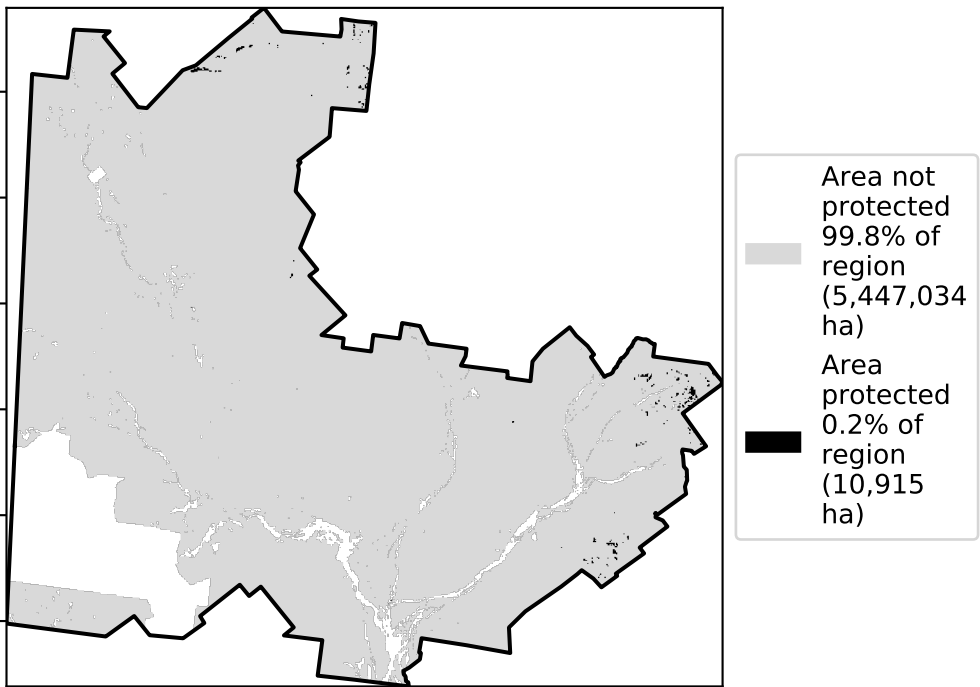 Area not
protected
99.8% of
region
(5,447,034
ha)
Area
protected
0.2% of
region
(10,915
ha)